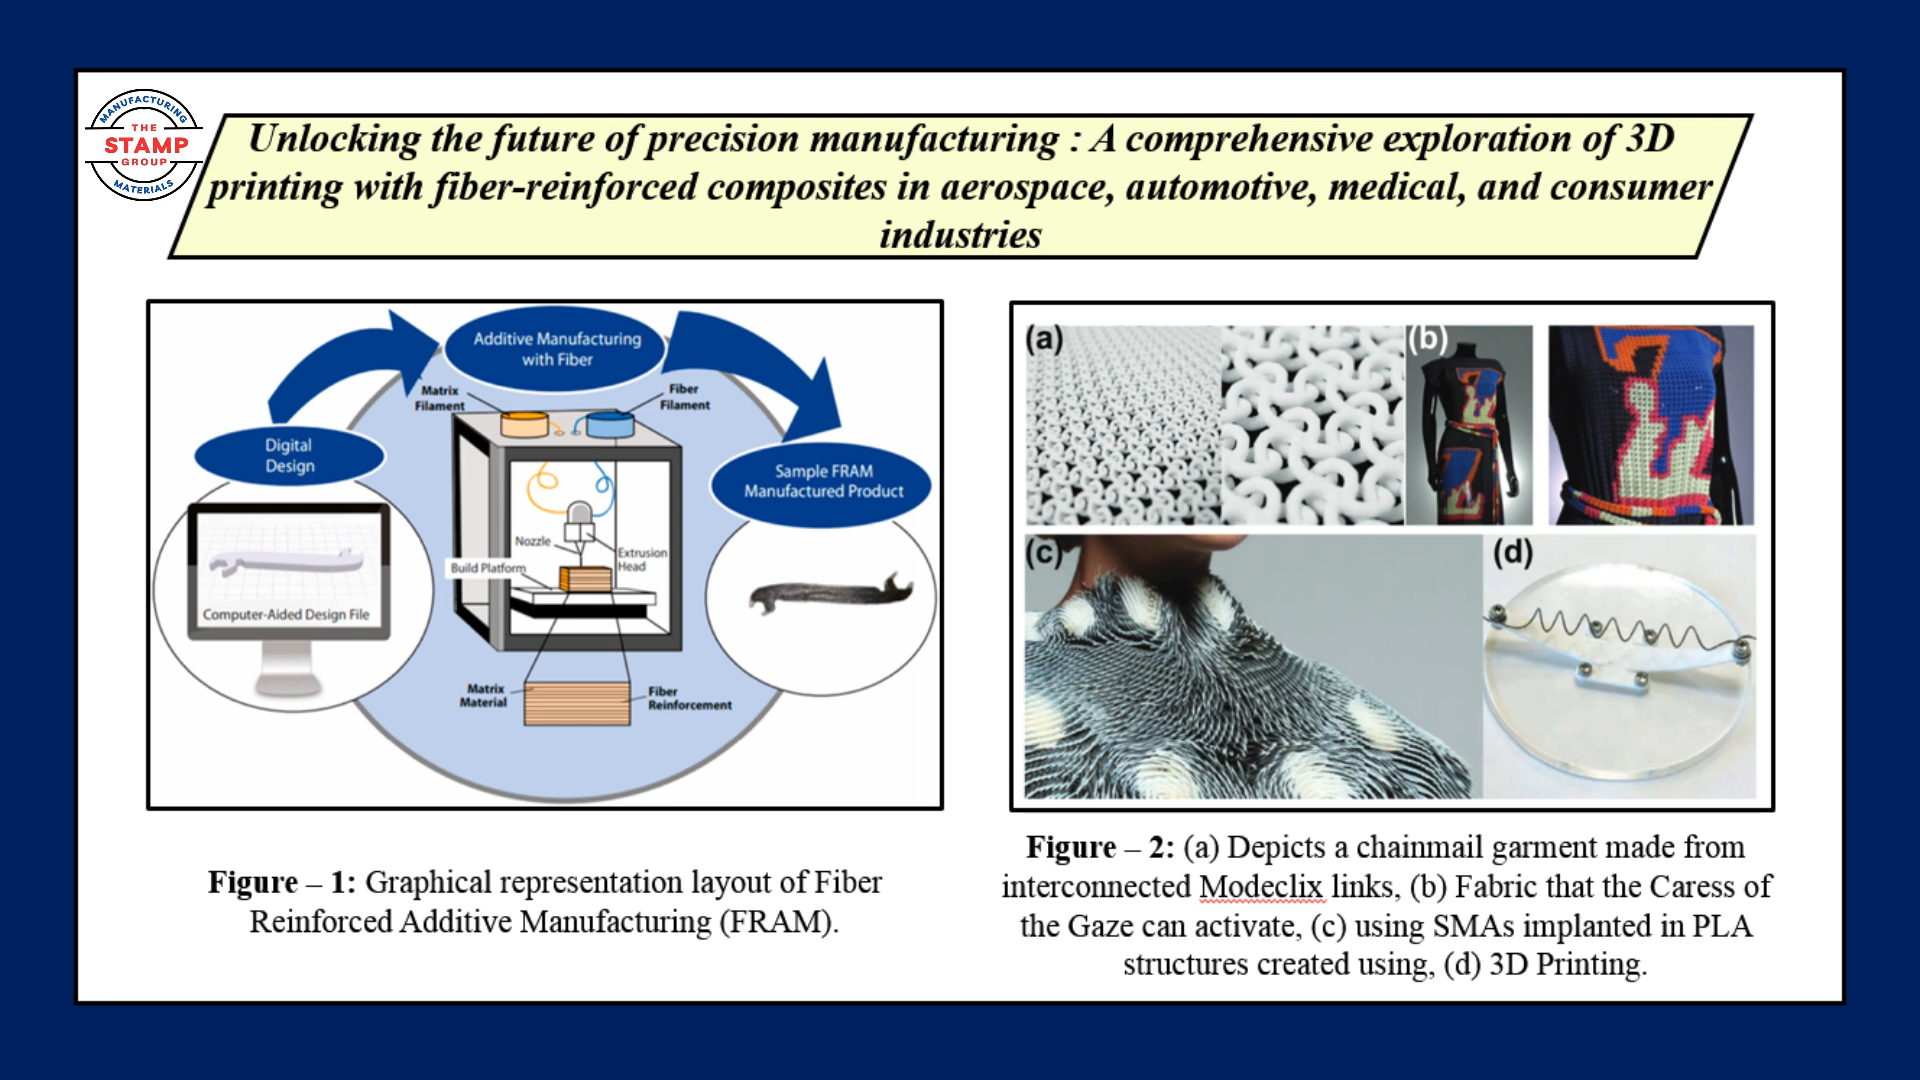 MANUFACTURING
THE
STAMP
GROUP
MATERIALS
Unlocking the future of precision manufacturing : A comprehensive exploration of 3D
printing with fiber-reinforced composites in aerospace, automotive, medical, and consumer
industries
Additive Manufacturing
with Fiber
Matrix
Filament
Fiber
Filament
Digital
Design
Sample FRAM
Manufactured Product
Nozzle
Extrusion
Head
Build Platform
Computer-Aided Design File
Matrix
Material
Fiber
Reinforcement
(a)
(b)
(c)
(d)
Figure – 1: Graphical representation layout of Fiber
Reinforced Additive Manufacturing (FRAM).
Figure – 2: (a) Depicts a chainmail garment made from
interconnected Modeclix links, (b) Fabric that the Caress of
the Gaze can activate, (c) using SMAs implanted in PLA
structures created using, (d) 3D Printing.